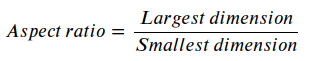 Aspect ratio = Largest dimension / Smallest dimension